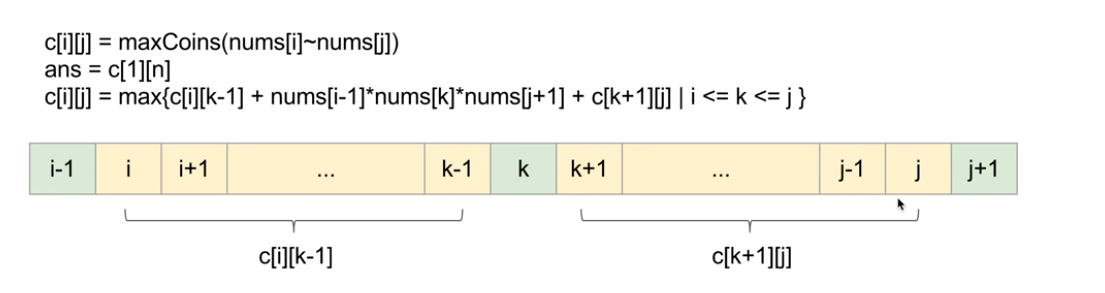 c[i][j] = maxCoins(nums[i]~nums[j])
ans = c[1][n]
c[i][j] = max{c[i][k-1] + nums[i-1]*nums[k]*nums[j+1] + c[k+1][j] | i <= k <= j }
i-1 i i+1 ... k-1 k k+1 ... j-1 j j+1
c[i][k-1] c[k+1][j]